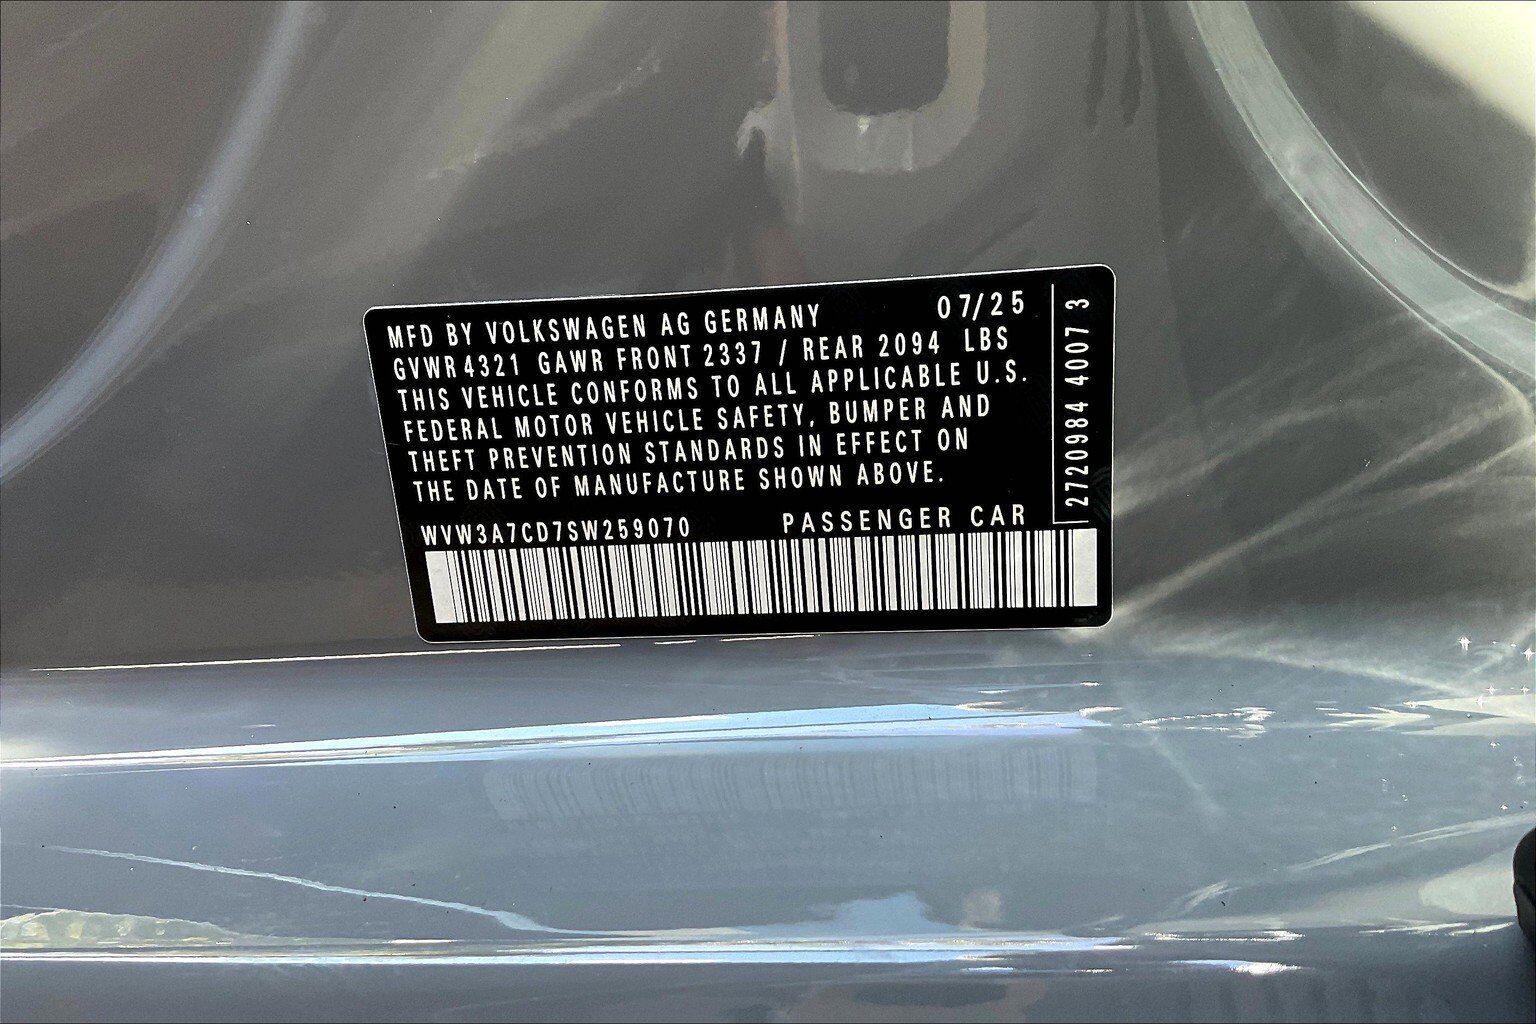 MFD BY VOLKSWAGEN AG GERMANY 07/25
GVWR 4321 GAWR FRONT 2337 / REAR 2094 LBS
THIS VEHICLE CONFORMS TO ALL APPLICABLE U.S.
FEDERAL MOTOR VEHICLE SAFETY, BUMPER AND
THEFT PREVENTION STANDARDS IN EFFECT ON
THE DATE OF MANUFACTURE SHOWN ABOVE.
WVW3A7CD7SW259070 PASSENGER CAR
2720984 4007 3